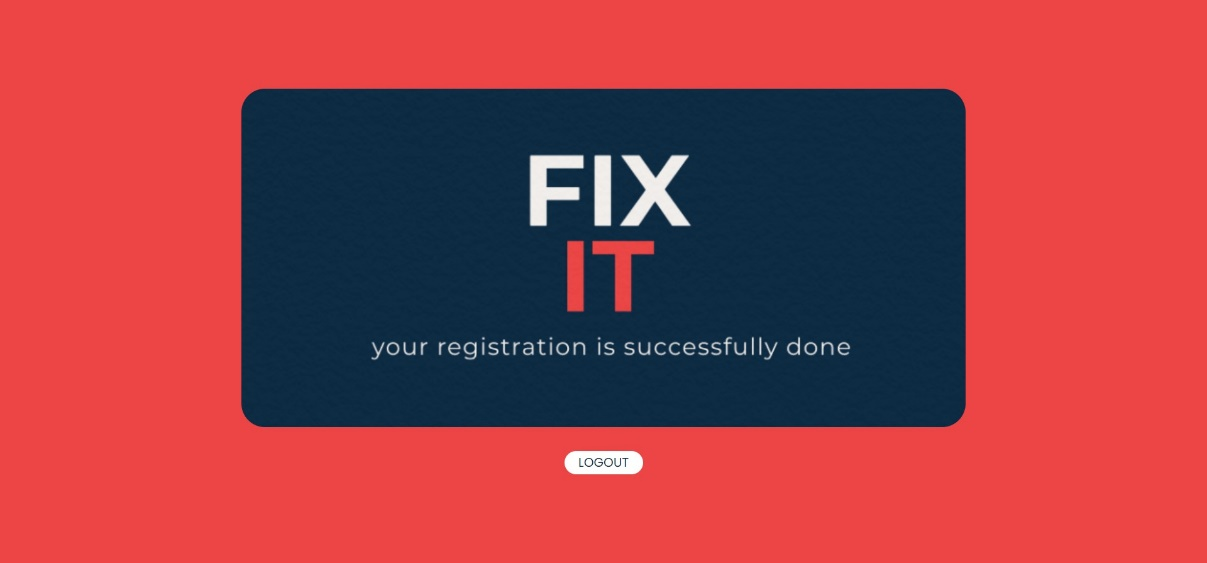 FIX
IT
your registration is successfully done
LOGOUT